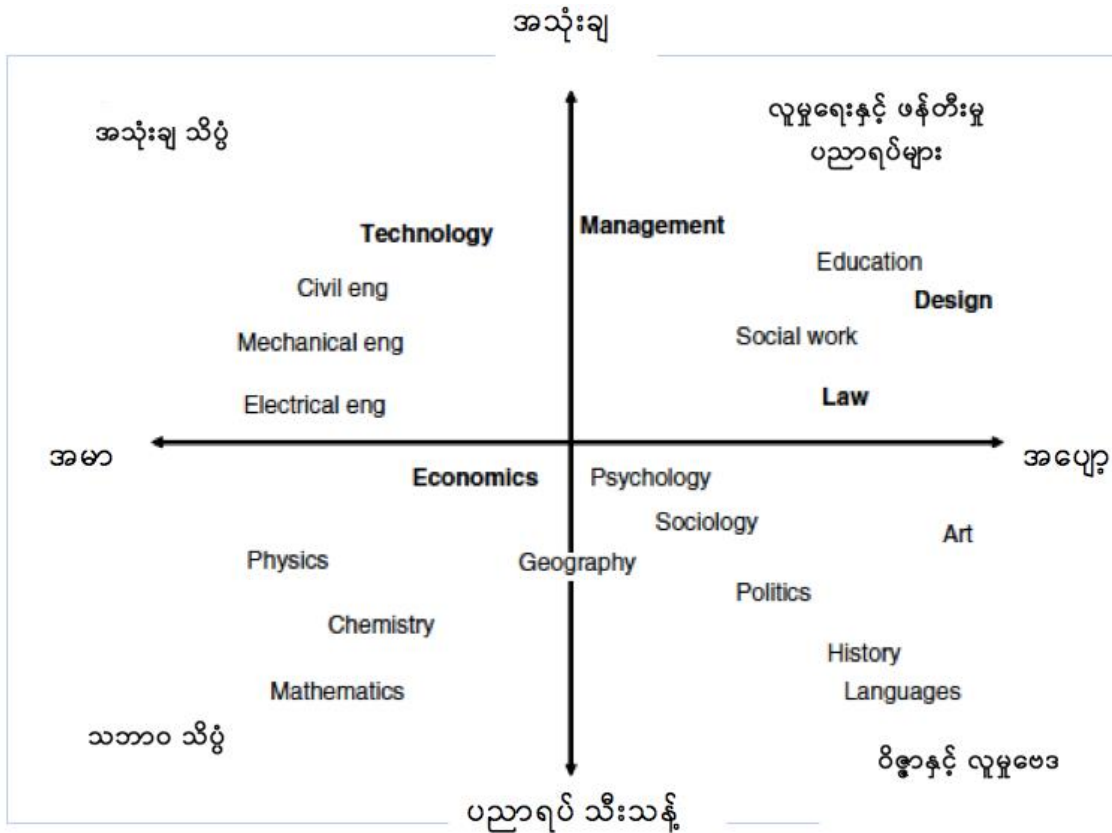 အသုံးချ
အသုံးချ သိပ္ပံ
လူမှုရေးနှင့် ဖန်တီးမှု
ပညာရပ်များ
Technology
Management
Civil eng
Education
Design
Mechanical eng
Social work
Electrical eng
Law
အမာ
အပျော့
Economics
Psychology
Sociology
Art
Physics
Geography
Politics
Chemistry
History
Mathematics
Languages
သဘာဝ သိပ္ပံ
ဝိဇ္ဇာနှင့် လူမှုဗေဒ
ပညာရပ် သီးသန့်